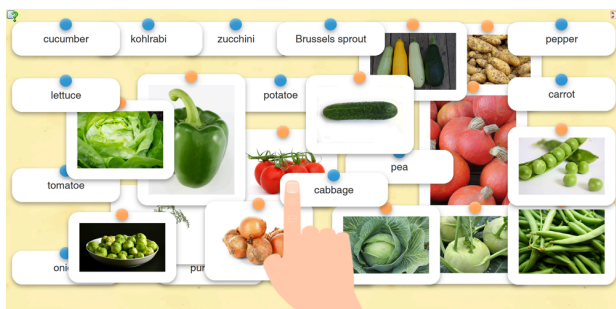 cucumber
kohlrabi
zucchini
Brussels sprout
pepper
lettuce
potatoe
carrot
tomatoe
cabbage
pea